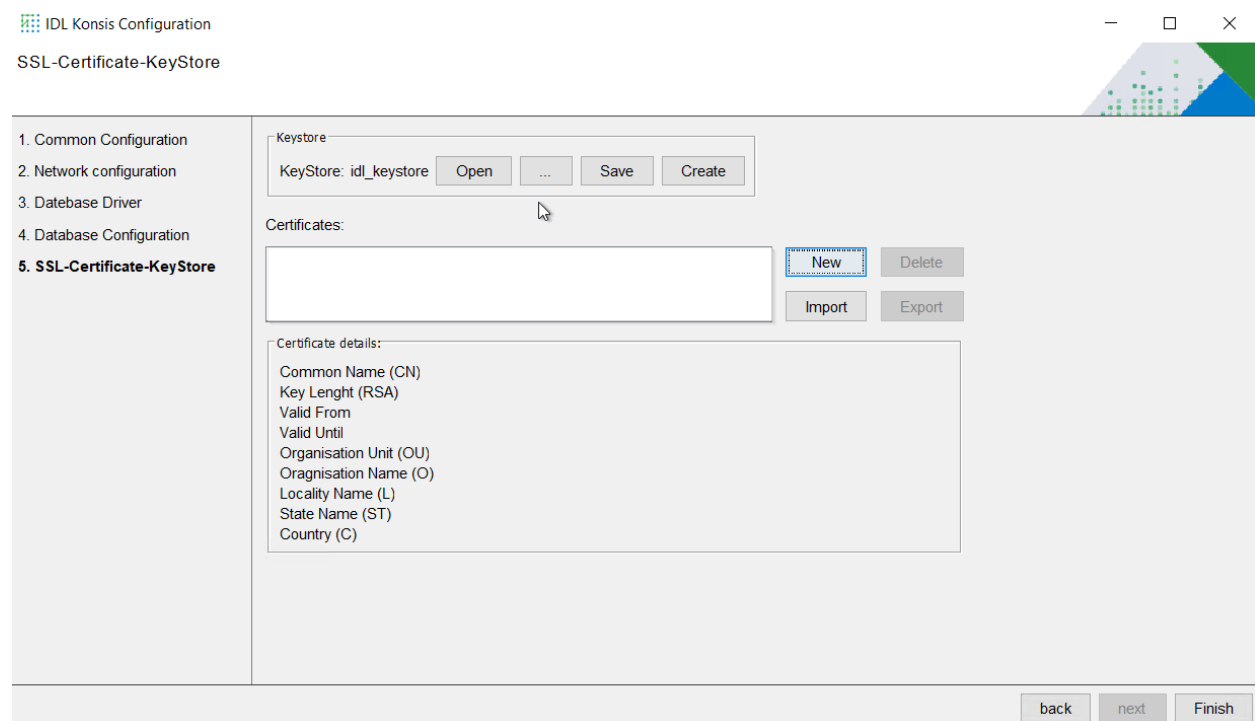 IDL Konsis Configuration
SSL-Certificate-KeyStore
1. Common Configuration
2. Network configuration
3. Datebase Driver
4. Database Configuration
5. SSL-Certificate-KeyStore
Keystore
KeyStore: idl_keystore Open ... Save Create
Certificates:
New Delete
Import Export
Certificate details:
Common Name (CN)
Key Lenght (RSA)
Valid From
Valid Until
Organisation Unit (OU)
Oragnisation Name (O)
Locality Name (L)
State Name (ST)
Country (C)
back next Finish